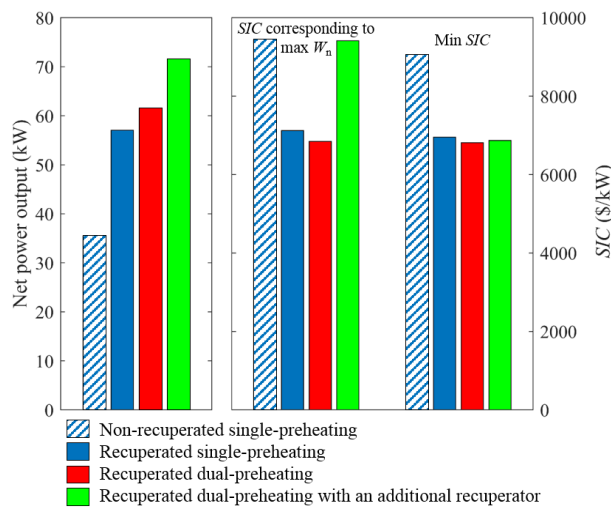 Net power output (kW)
80
70
60
50
40
30
20
10
0
SIC corresponding to
max Wn
Min SIC
10000
8000
6000
4000
2000
0
SIC ($/kW)
Non-recuperated single-preheating
Recuperated single-preheating
Recuperated dual-preheating
Recuperated dual-preheating with an additional recuperator